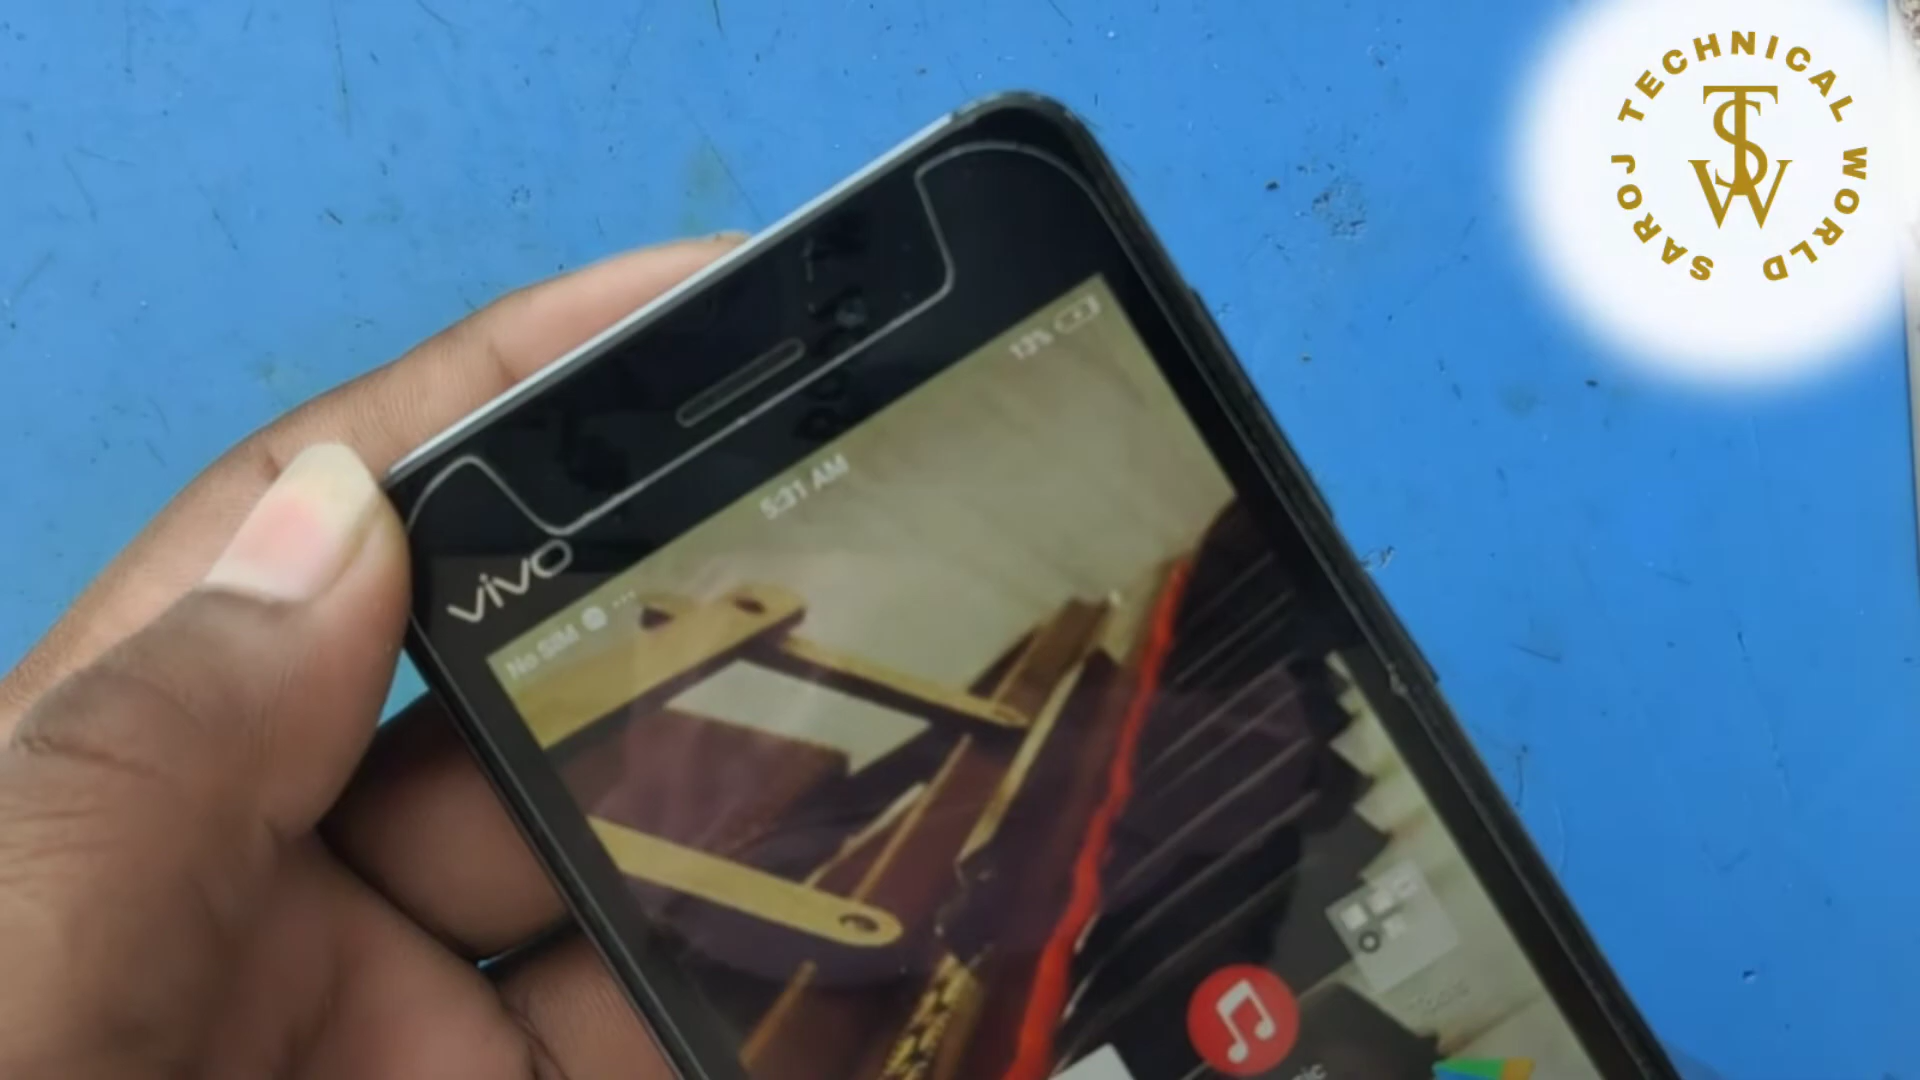 SAROJ TECHNICAL WORLD
TSW
13%
5:31 AM
vivo
No SIM
...